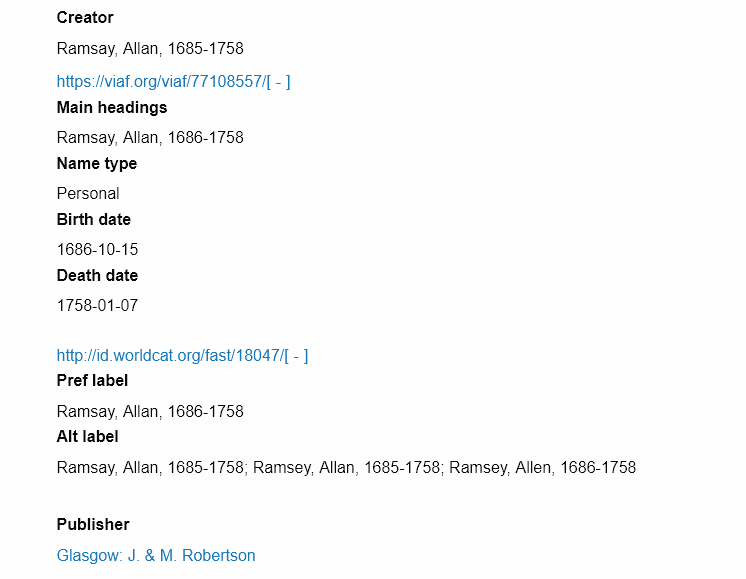 Creator
Ramsay, Allan, 1685-1758
https://viaf.org/viaf/77108557/[ - ]
Main headings
Ramsay, Allan, 1686-1758
Name type
Personal
Birth date
1686-10-15
Death date
1758-01-07
http://id.worldcat.org/fast/18047/[ - ]
Pref label
Ramsay, Allan, 1686-1758
Alt label
Ramsay, Allan, 1685-1758; Ramsey, Allan, 1685-1758; Ramsey, Allen, 1686-1758
Publisher
Glasgow: J. & M. Robertson